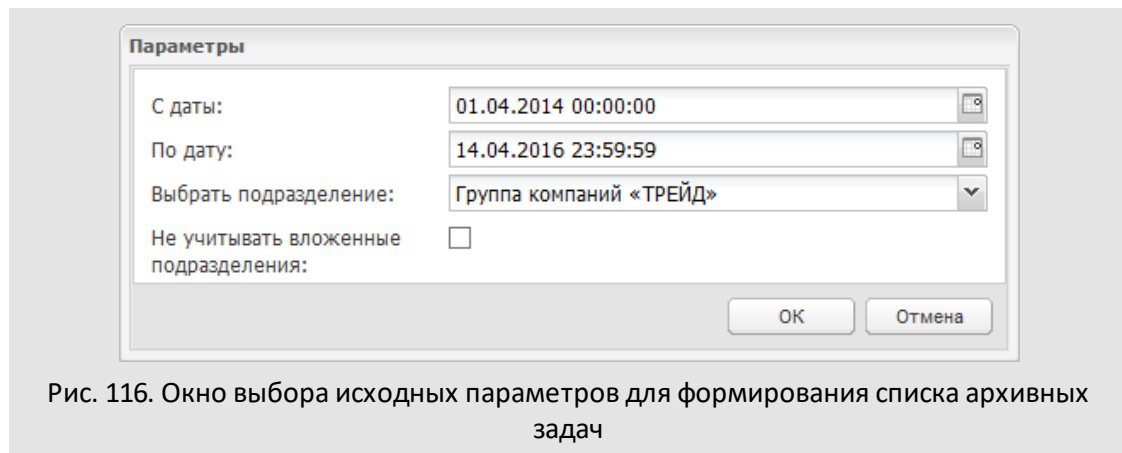 Параметры
С даты: 01.04.2014 00:00:00
По дату: 14.04.2016 23:59:59
Выбрать подразделение: Группа компаний «ТРЕЙД»
Не учитывать вложенные
подразделения:
ОК Отмена
Рис. 116. Окно выбора исходных параметров для формирования списка архивных
задач